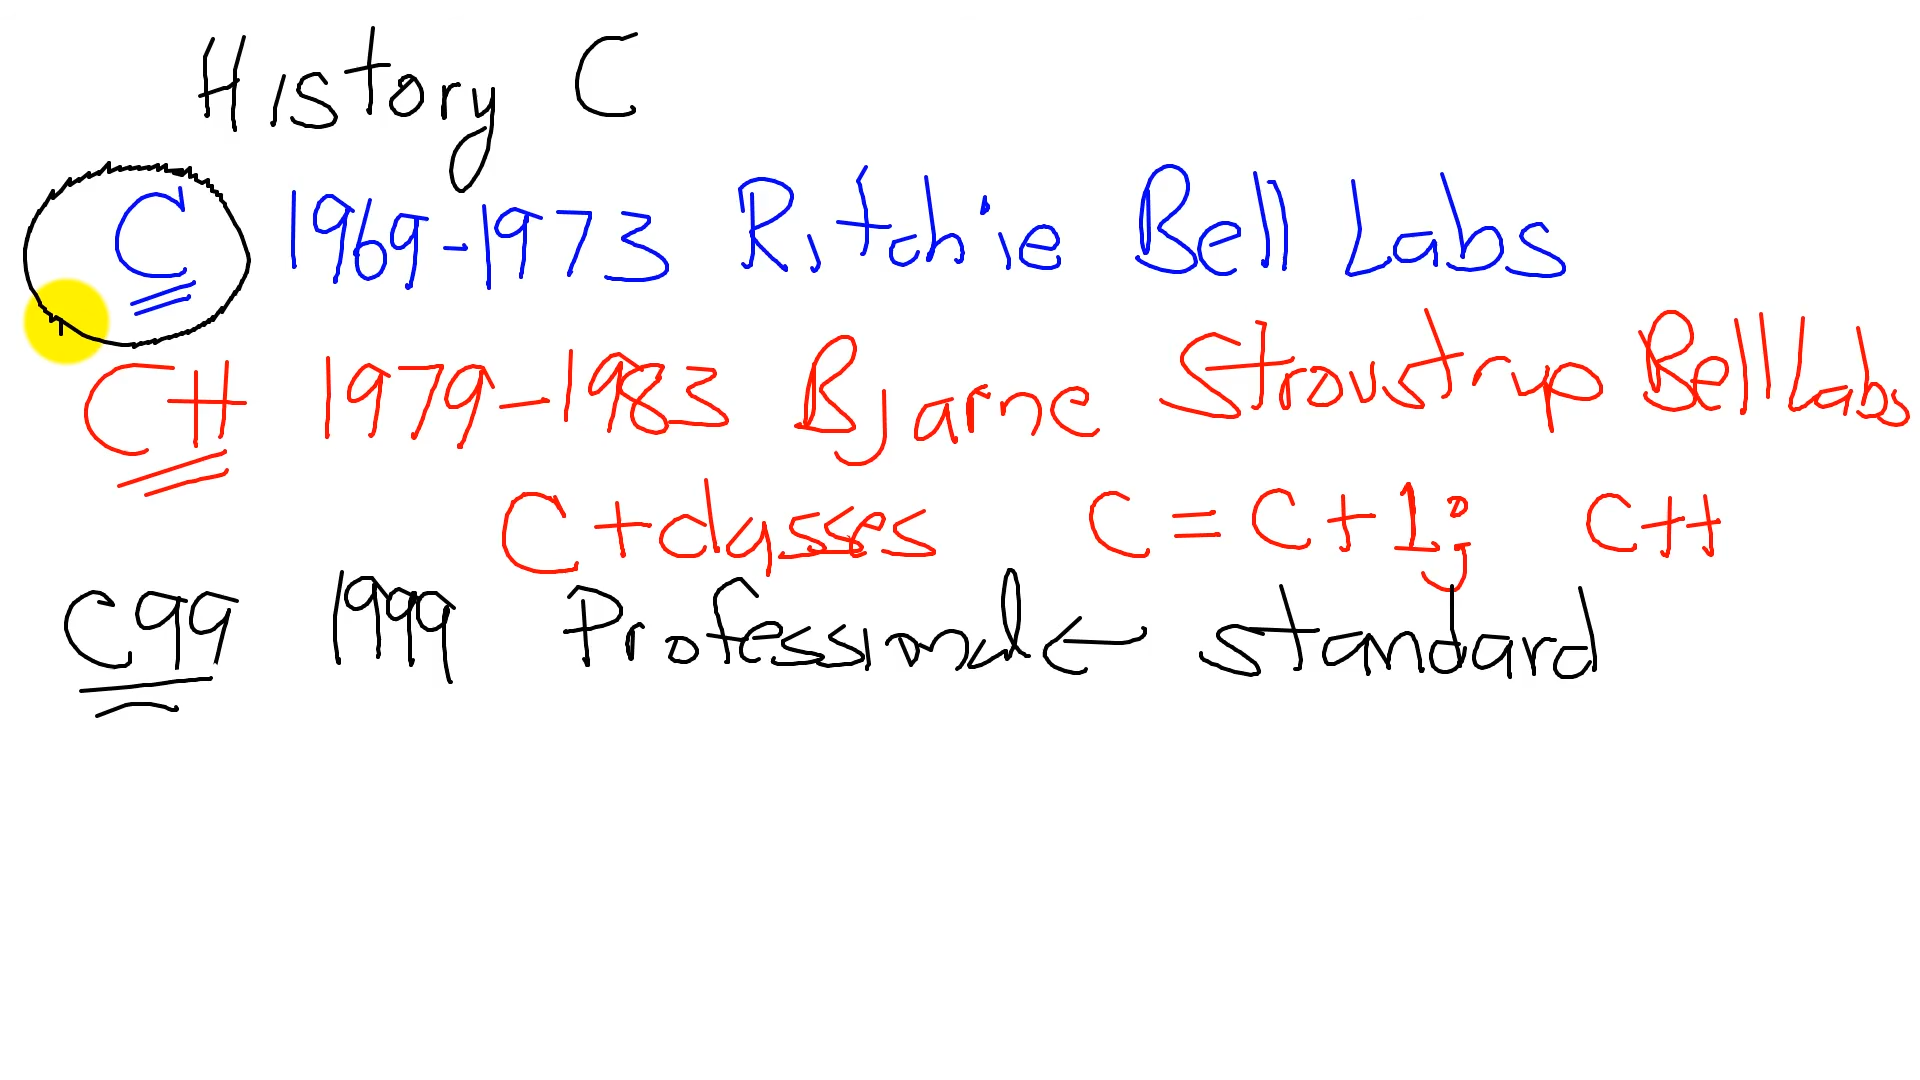 History C
C 1969-1973 Ritchie Bell Labs
C++ 1979-1983 Bjarne Stroustrup Bell Labs
C + classes C = C + 1; C++
C99 1999 Professional ← standard